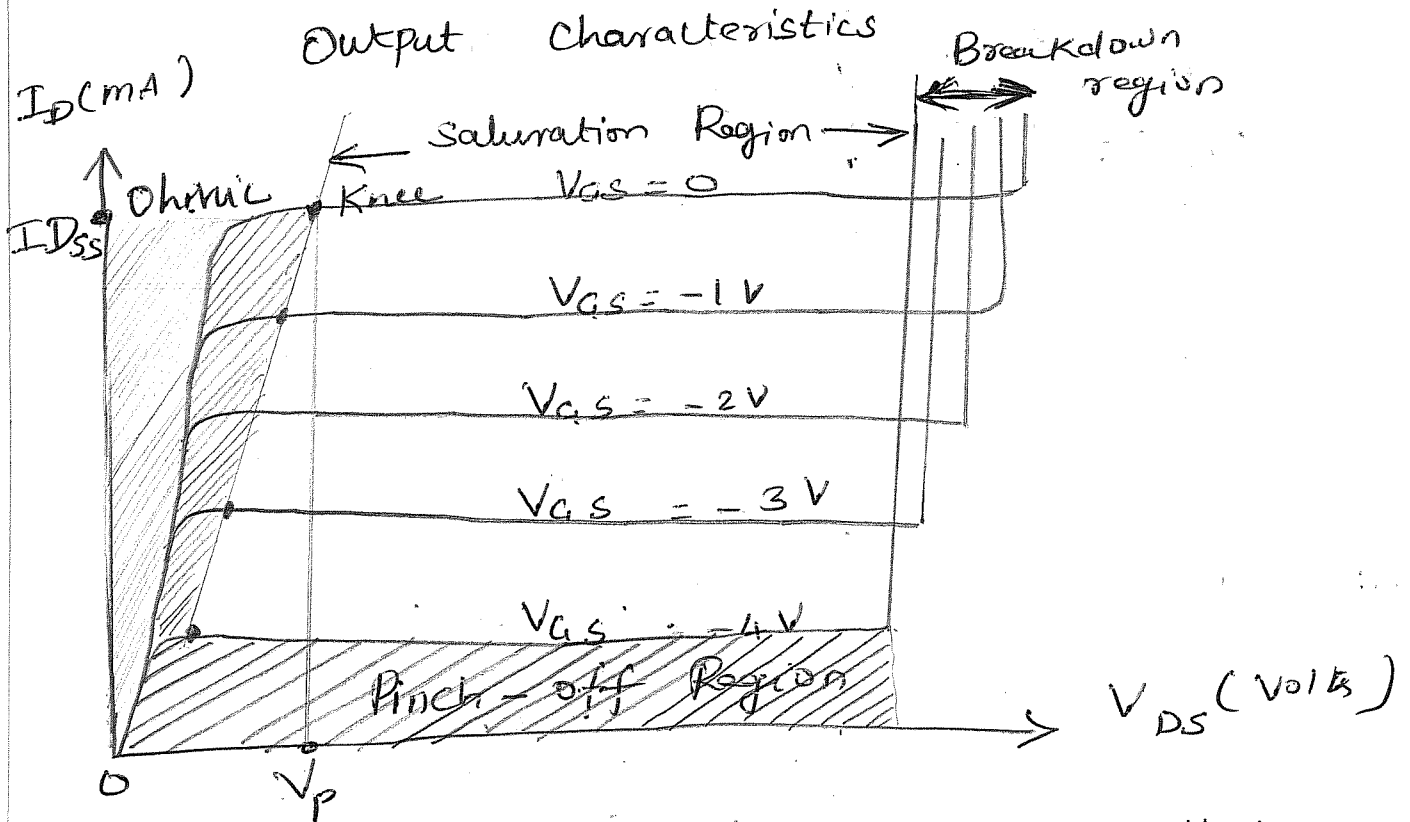 Output Characteristics
Breakdown
region
ID (mA)
Saturation Region
Ohmic
Knee
VGS = 0
IDSS
VGS = -1 V
VGS = -2 V
VGS = -3 V
VGS = -4 V
Pinch-off Region
VDS (Volts)
0
Vp